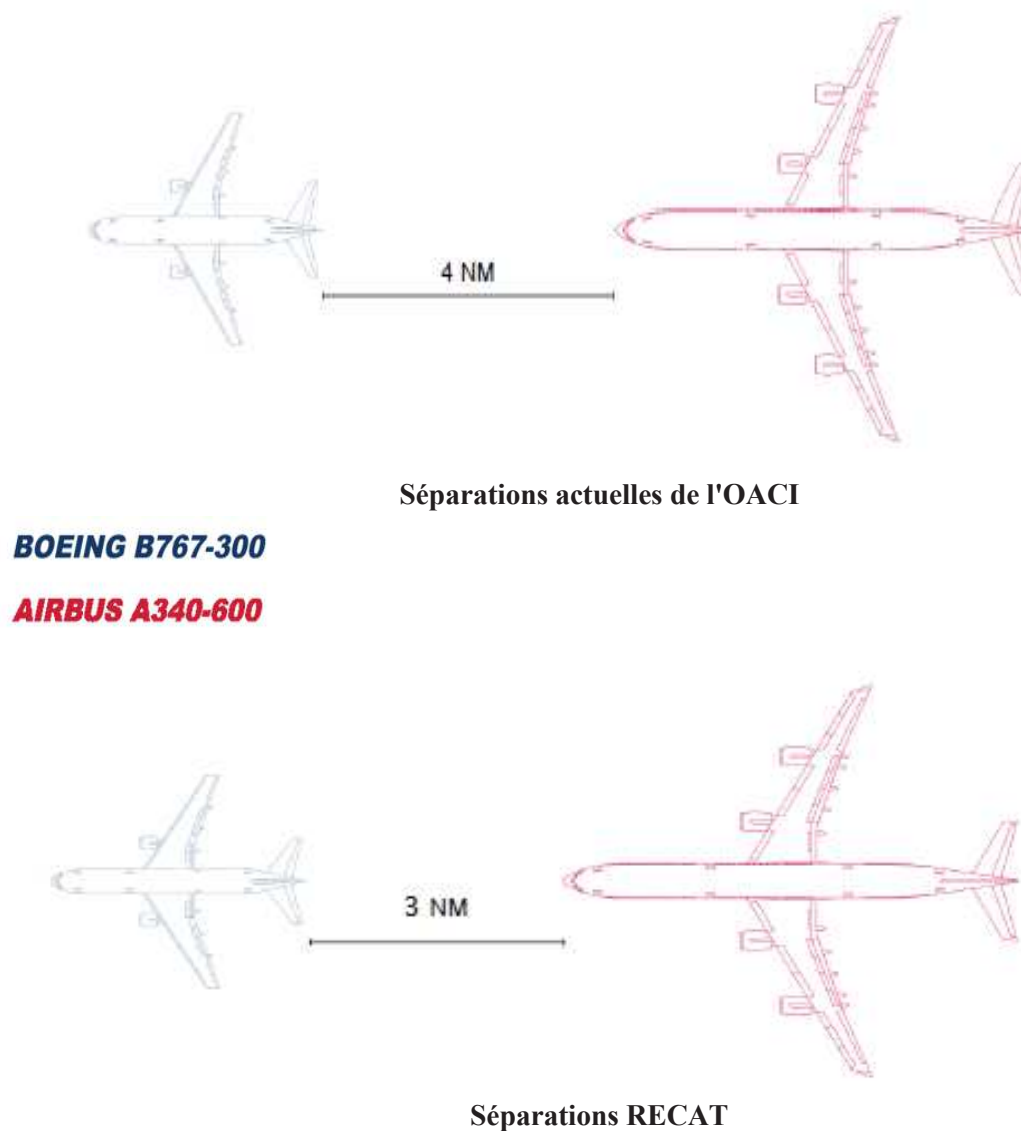 4 NM
Séparations actuelles de l'OACI
BOEING B767-300
AIRBUS A340-600
3 NM
Séparations RECAT